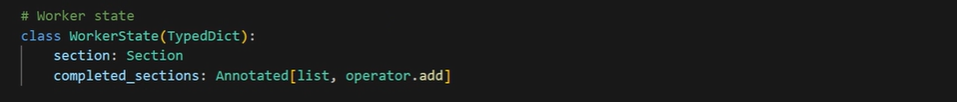 # Worker state
class WorkerState(TypedDict):
    section: Section
    completed_sections: Annotated[list, operator.add]